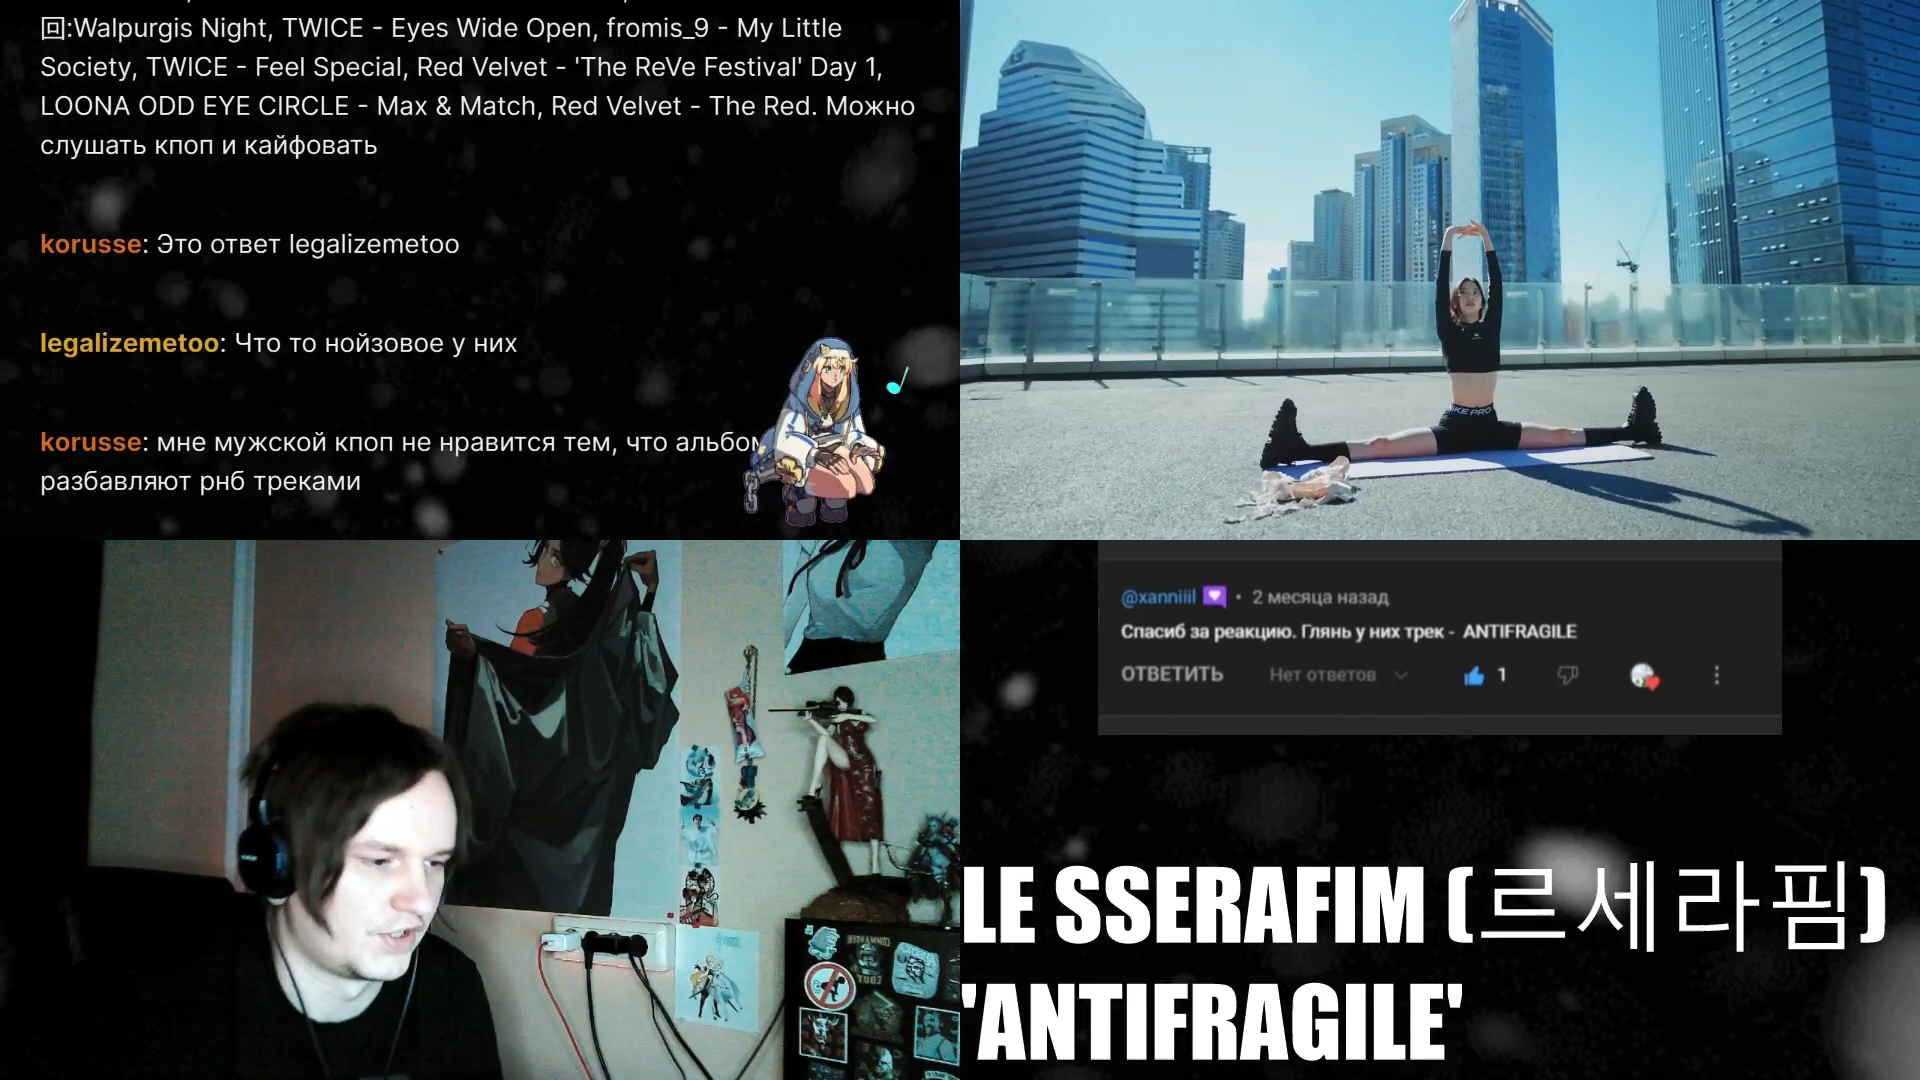 回:Walpurgis Night, TWICE - Eyes Wide Open, fromis_9 - My Little
Society, TWICE - Feel Special, Red Velvet - 'The ReVe Festival' Day 1,
LOONA ODD EYE CIRCLE - Max & Match, Red Velvet - The Red. Можно
слушать кпоп и кайфовать
korusse: Это ответ legalizemetoo
legalizemetoo: Что то нойзовое у них
korusse: мне мужской кпоп не нравится тем, что
разбавляют рнб треками
NIKE PRO
@xanniiil • 2 месяца назад
Спасиб за реакцию. Глянь у них трек - ANTIFRAGILE
ОТВЕТИТЬ Нет ответов 1
LE SSERAFIM (르세라핌)
'ANTIFRAGILE'